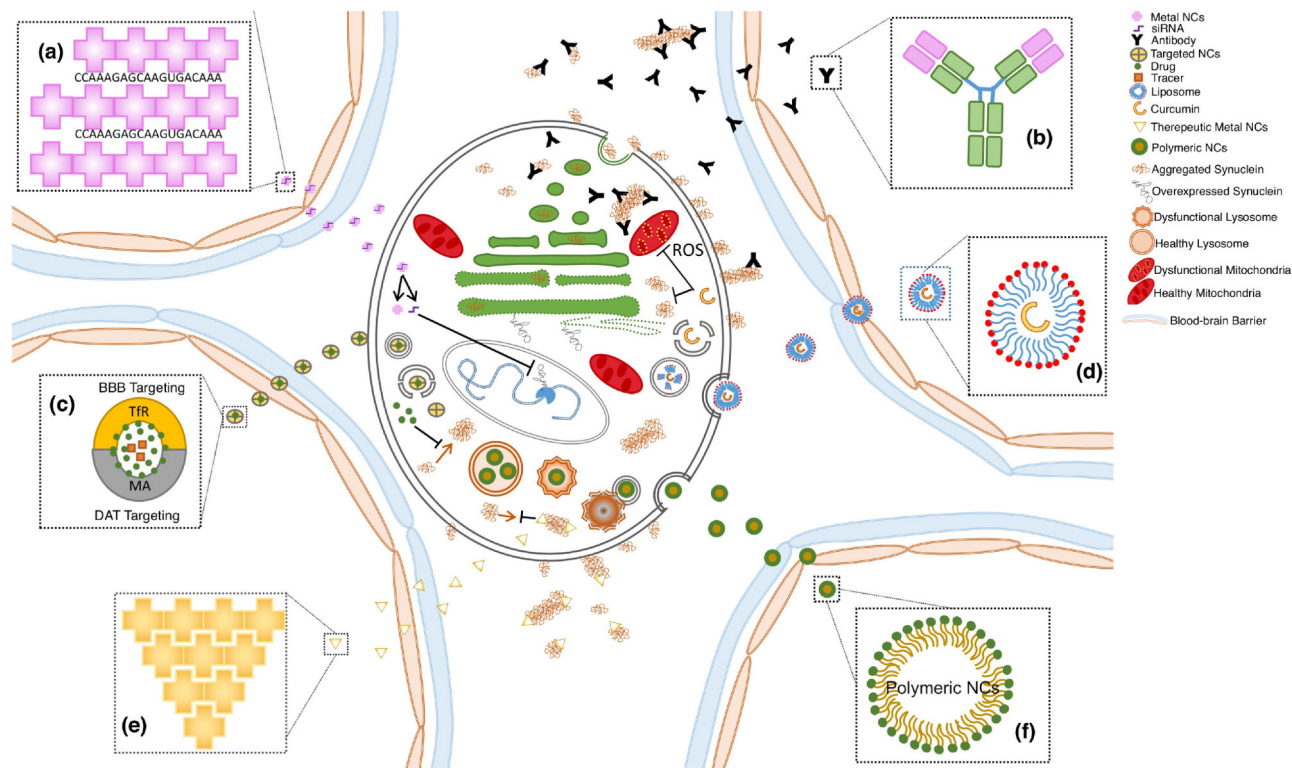 (a)
CCAAAGAGCAAGUGACAAA
CCAAAGAGCAAGUGACAAA
(b)
Metal NCs
siRNA
Antibody
Targeted NCs
Drug
Tracer
Liposome
Curcumin
Therepeutic Metal NCs
Polymeric NCs
Aggregated Synuclein
Overexpressed Synuclein
Dysfunctional Lysosome
Healthy Lysosome
Dysfunctional Mitochondria
Healthy Mitochondria
Blood-brain Barrier
ROS
(d)
BBB Targeting
(c)
TfR
MA
DAT Targeting
(e)
Polymeric NCs
(f)